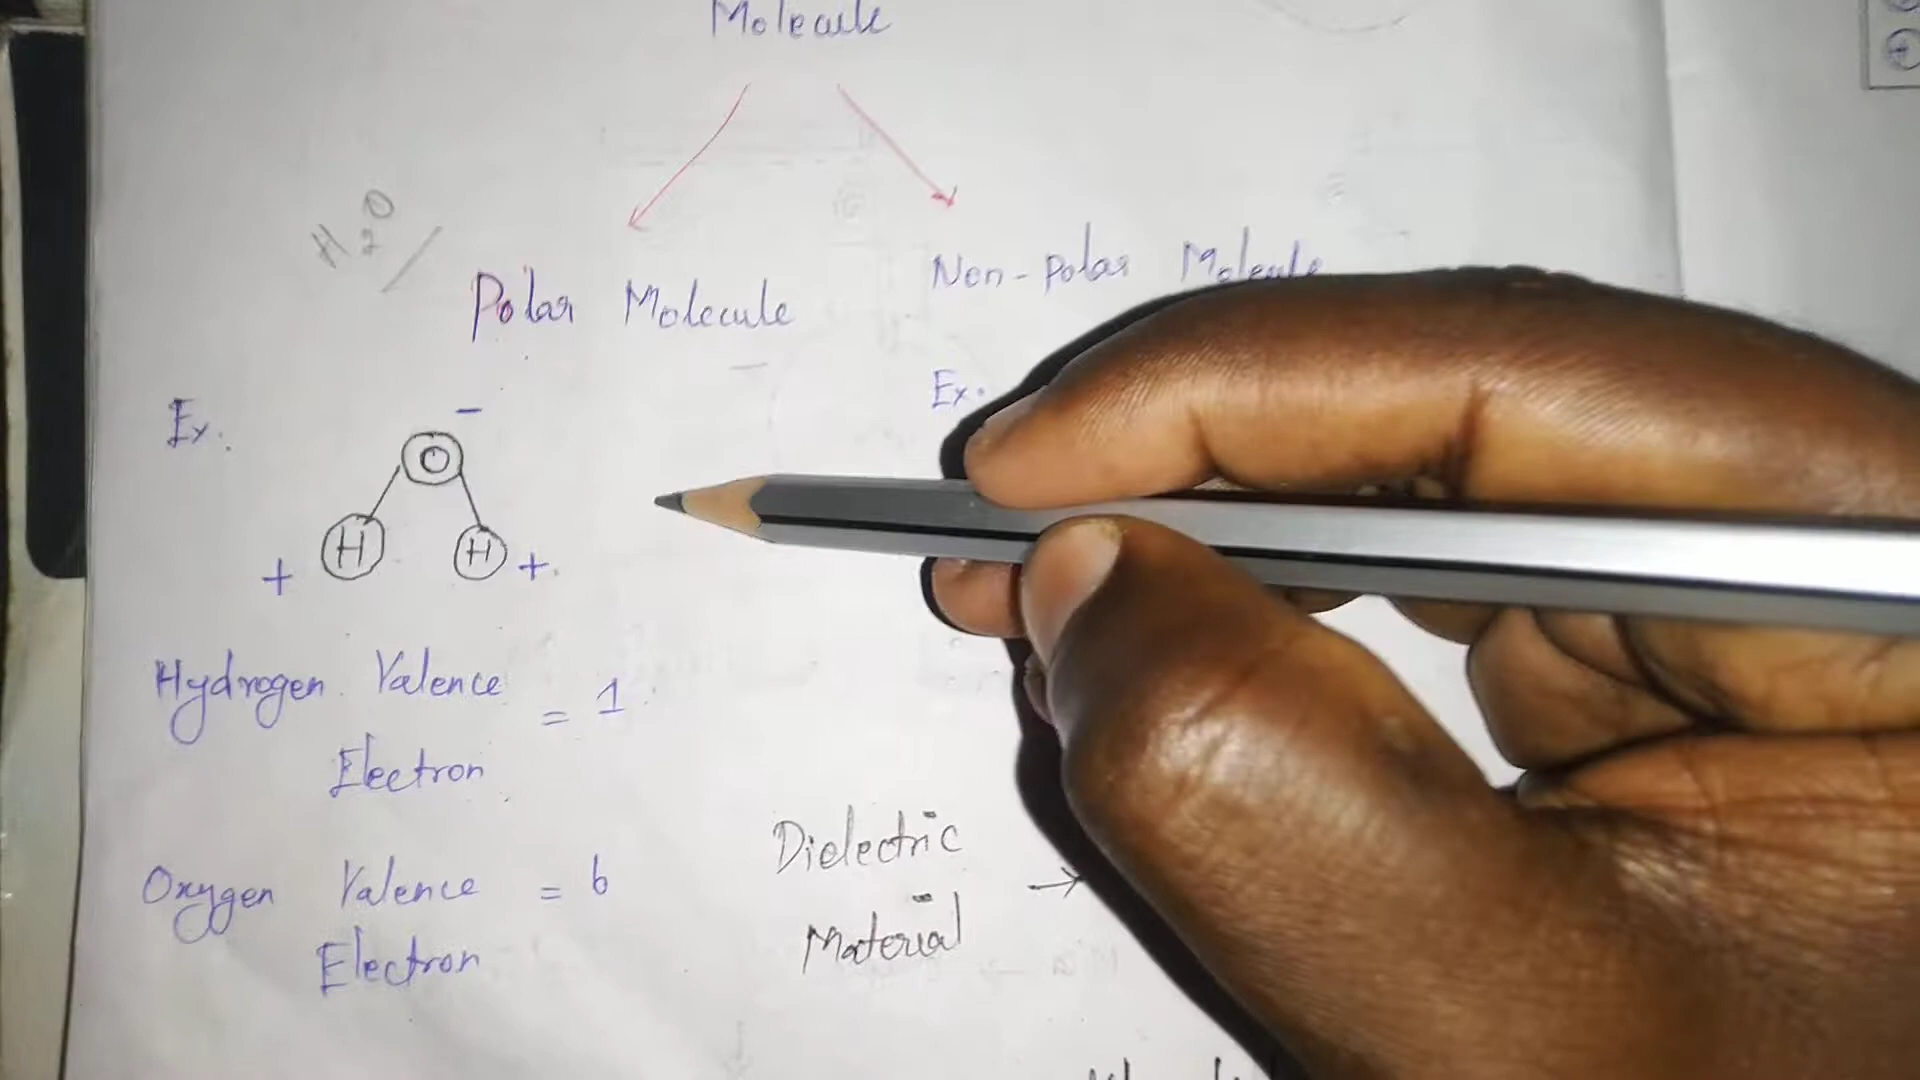 Molecule
H2O
Polar Molecule
Non-Polar Molecule
Ex.
-
O
H
H
+
+
Ex.
Hydrogen Valence
Electron
= 1
Oxygen Valence = 6
Electron
Dielectric
Material
→